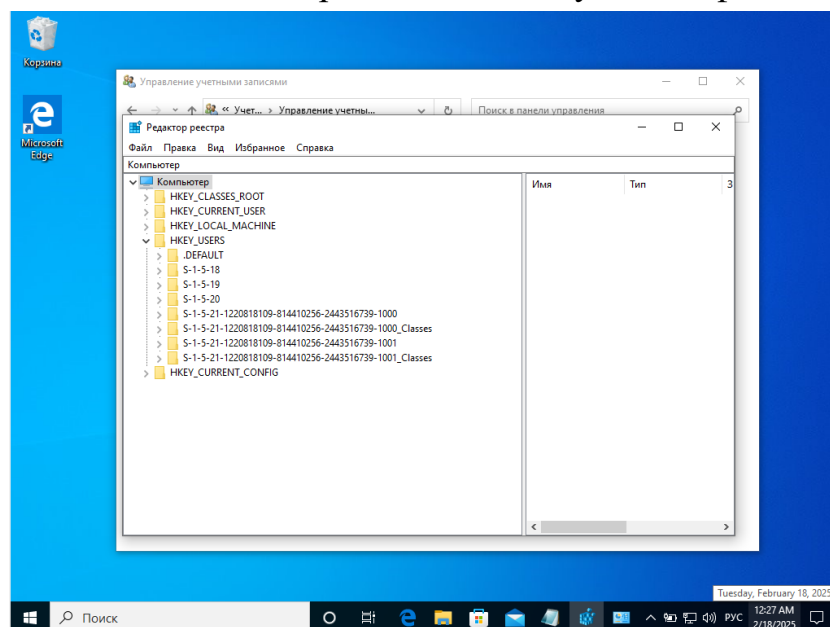 Корзина
Microsoft
Edge
Управление учетными записями
« Учет... › Управление учетны...
Поиск в панели управления
Редактор реестра
Файл Правка Вид Избранное Справка
Компьютер
Компьютер
HKEY_CLASSES_ROOT
HKEY_CURRENT_USER
HKEY_LOCAL_MACHINE
HKEY_USERS
.DEFAULT
S-1-5-18
S-1-5-19
S-1-5-20
S-1-5-21-1220818109-814410256-2443516739-1000
S-1-5-21-1220818109-814410256-2443516739-1000_Classes
S-1-5-21-1220818109-814410256-2443516739-1001
S-1-5-21-1220818109-814410256-2443516739-1001_Classes
HKEY_CURRENT_CONFIG
Имя Тип З
Tuesday, February 18, 2025
Поиск
РУС
12:27 AM
2/18/2025